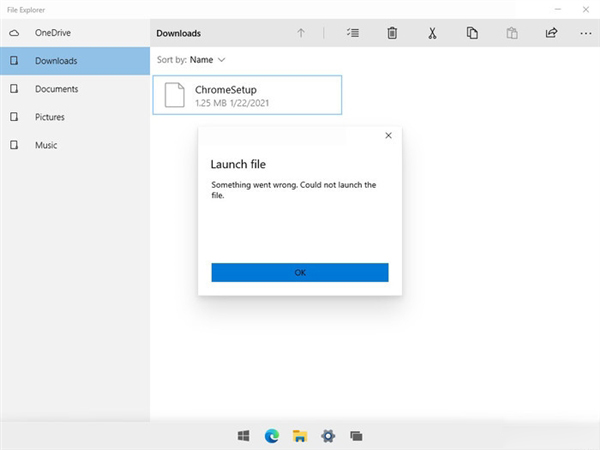 File Explorer
OneDrive
Downloads
Documents
Pictures
Music
Downloads
Sort by: Name
ChromeSetup
1.25 MB 1/22/2021
Launch file
Something went wrong. Could not launch the
file.
OK